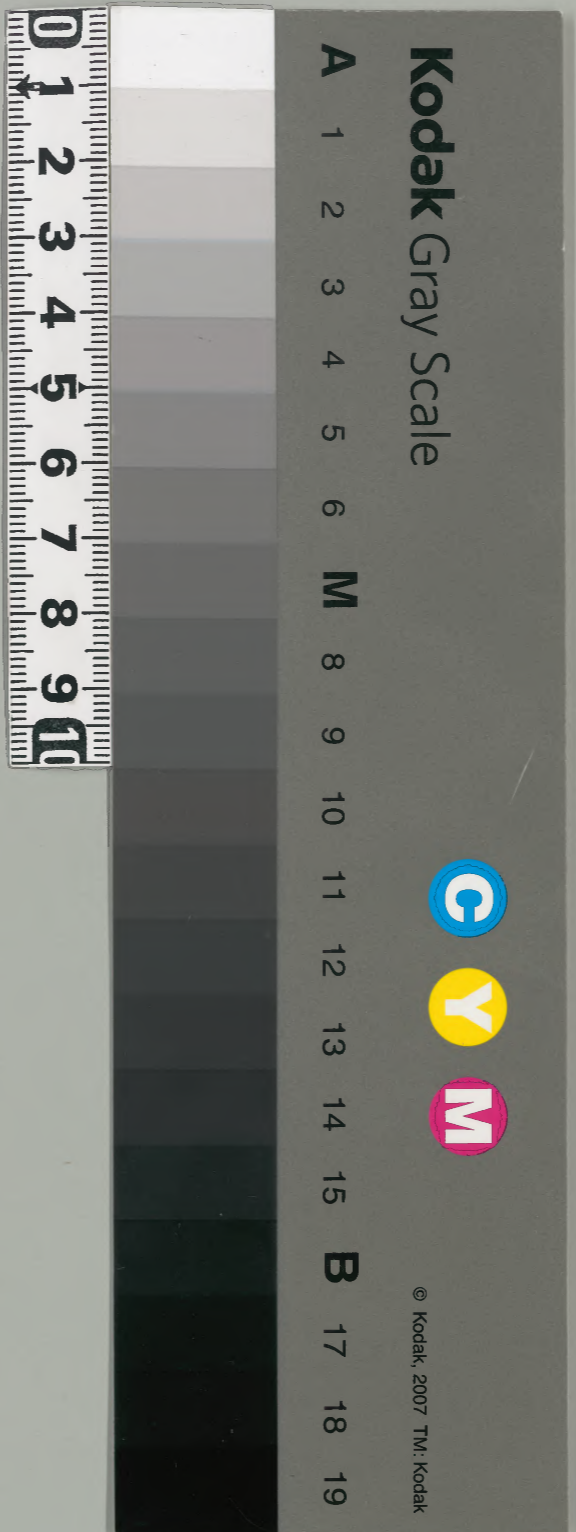 Kodak Gray Scale
C Y M
© Kodak, 2007 TM: Kodak
A 1 2 3 4 5 6 M 8 9 10 11 12 13 14 15 B 17 18 19
0 1 2 3 4 5 6 7 8 9 10